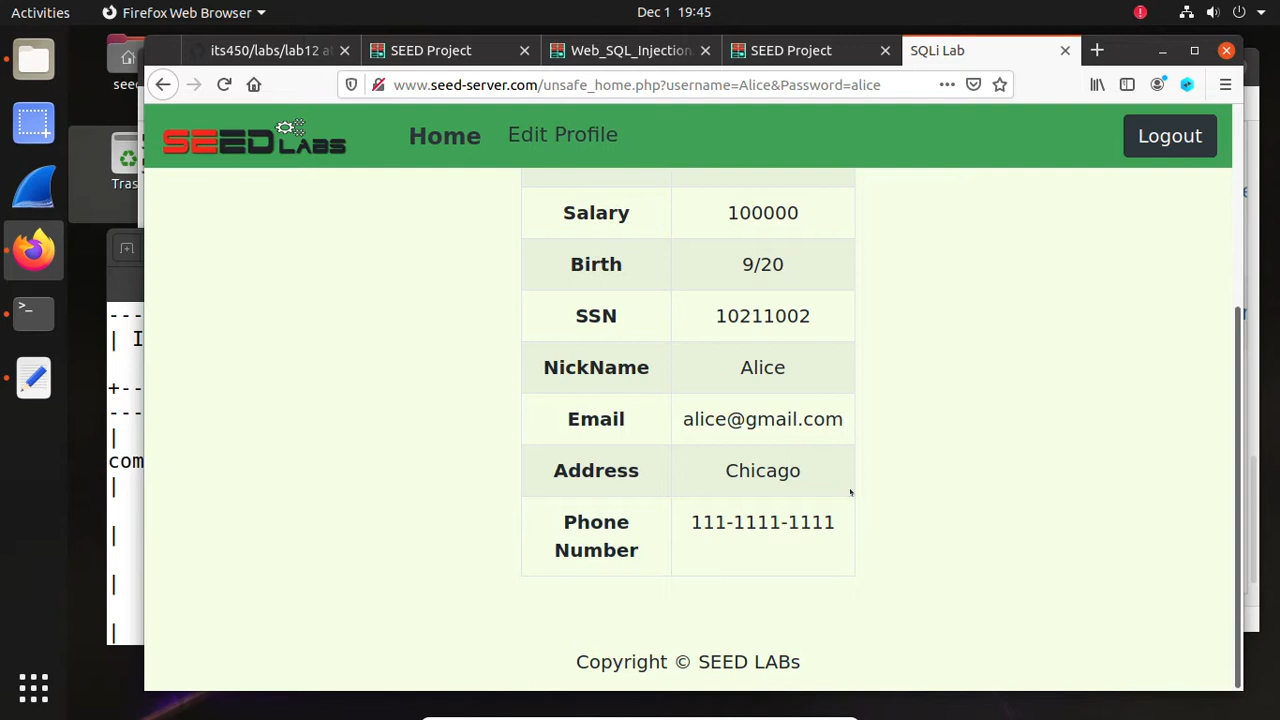 Activities
Firefox Web Browser
Dec 1 19:45
its450/labs/lab12 a
SEED Project
Web_SQL_Injection.
SEED Project
SQLi Lab
www.seed-server.com/unsafe_home.php?username=Alice&Password=alice
SEED LABS
Home
Edit Profile
Logout
Salary 100000
Birth 9/20
SSN 10211002
NickName Alice
Email alice@gmail.com
Address Chicago
Phone Number 111-1111-1111
Copyright © SEED LABs
seed
Tras
---
| I
+--
---
|
com
|
|
|
|